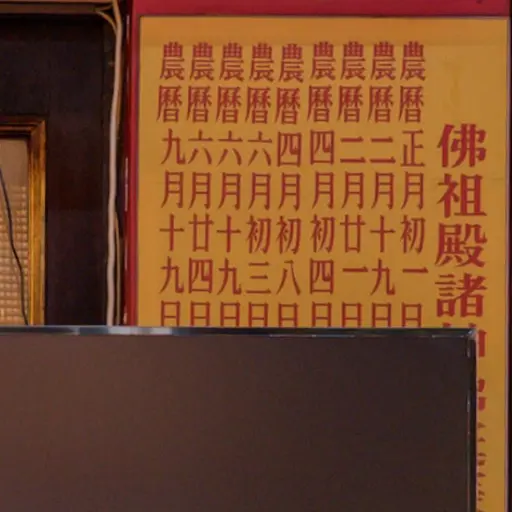 佛祖殿諸
農曆正月初一日
農曆二月十九日
農曆二月廿一日
農曆四月初四日
農曆四月初八日
農曆六月初三日
農曆六月十九日
農曆六月廿四日
農曆九月十九日